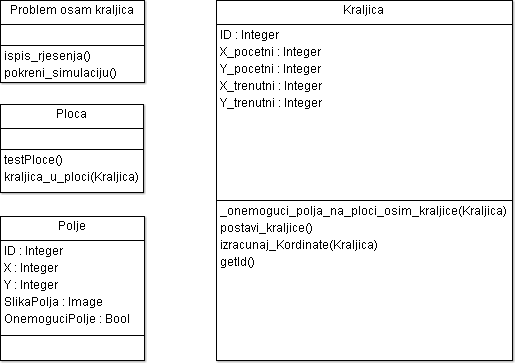 Problem osam kraljica
ispis_rjesenja()
pokreni_simulaciju()
Ploca
testPloce()
kraljica_u_ploci(Kraljica)
Polje
ID : Integer
X : Integer
Y : Integer
SlikaPolja : Image
OnemoguciPolje : Bool
Kraljica
ID : Integer
X_pocetni : Integer
Y_pocetni : Integer
X_trenutni : Integer
Y_trenutni : Integer
_onemoguci_polja_na_ploci_osim_kraljice(Kraljica)
postavi_kraljice()
izracunaj_Kordinate(Kraljica)
getId()